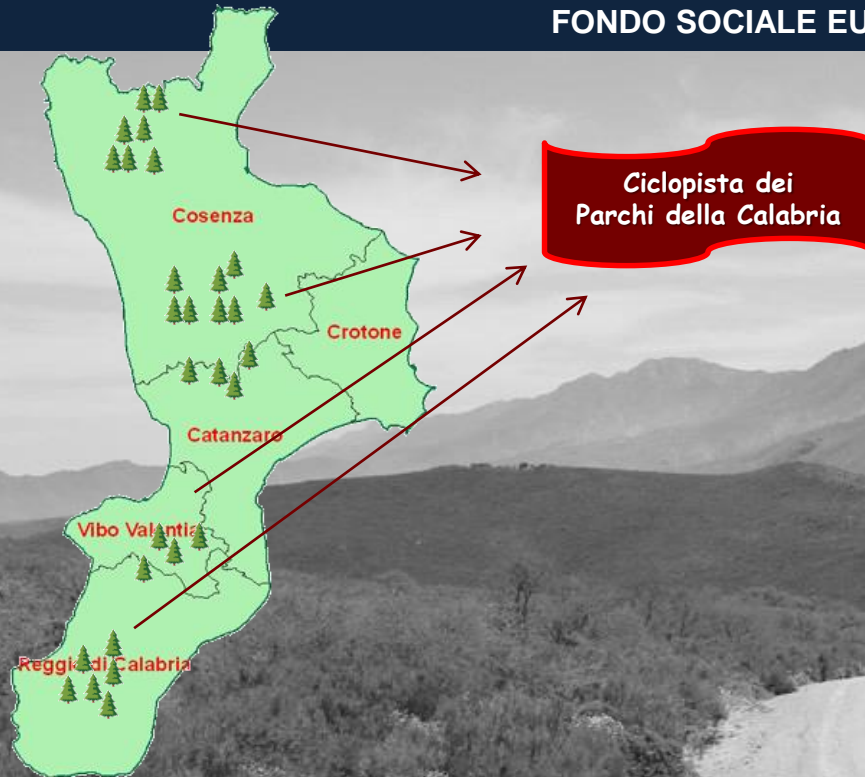 FONDO SOCIALE EU
Ciclopista dei
Parchi della Calabria
Cosenza
Crotone
Catanzaro
Vibo Valentia
Reggio di Calabria